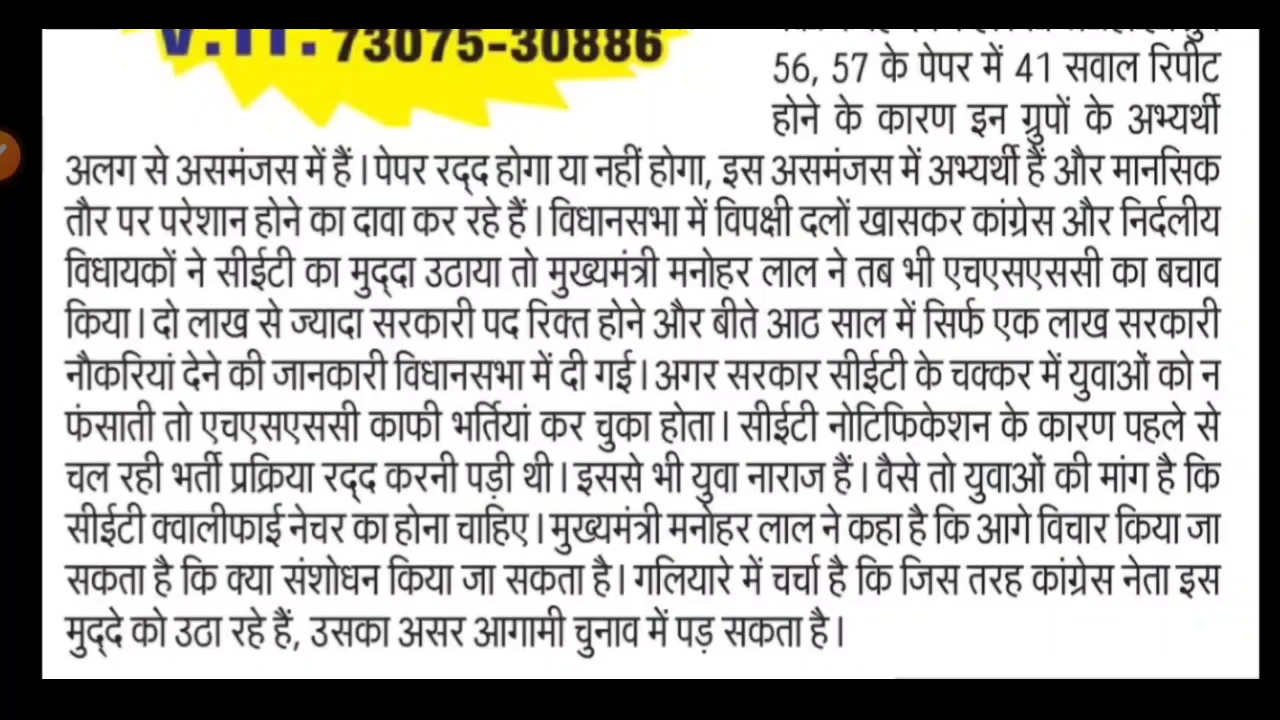 73075-30886
56, 57 के पेपर में 41 सवाल रिपीट
होने के कारण इन ग्रुपों के अभ्यर्थी
अलग से असमंजस में हैं। पेपर रद्द होगा या नहीं होगा, इस असमंजस में अभ्यर्थी हैं और मानसिक
तौर पर परेशान होने का दावा कर रहे हैं। विधानसभा में विपक्षी दलों खासकर कांग्रेस और निर्दलीय
विधायकों ने सीईटी का मुद्दा उठाया तो मुख्यमंत्री मनोहर लाल ने तब भी एचएसएससी का बचाव
किया। दो लाख से ज्यादा सरकारी पद रिक्त होने और बीते आठ साल में सिर्फ एक लाख सरकारी
नौकरियां देने की जानकारी विधानसभा में दी गई। अगर सरकार सीईटी के चक्कर में युवाओं को न
फंसाती तो एचएसएससी काफी भर्तियां कर चुका होता। सीईटी नोटिफिकेशन के कारण पहले से
चल रही भर्ती प्रक्रिया रद्द करनी पड़ी थी। इससे भी युवा नाराज हैं। वैसे तो युवाओं की मांग है कि
सीईटी क्वालीफाई नेचर का होना चाहिए। मुख्यमंत्री मनोहर लाल ने कहा है कि आगे विचार किया जा
सकता है कि क्या संशोधन किया जा सकता है। गलियारे में चर्चा है कि जिस तरह कांग्रेस नेता इस
मुद्दे को उठा रहे हैं, उसका असर आगामी चुनाव में पड़ सकता है।